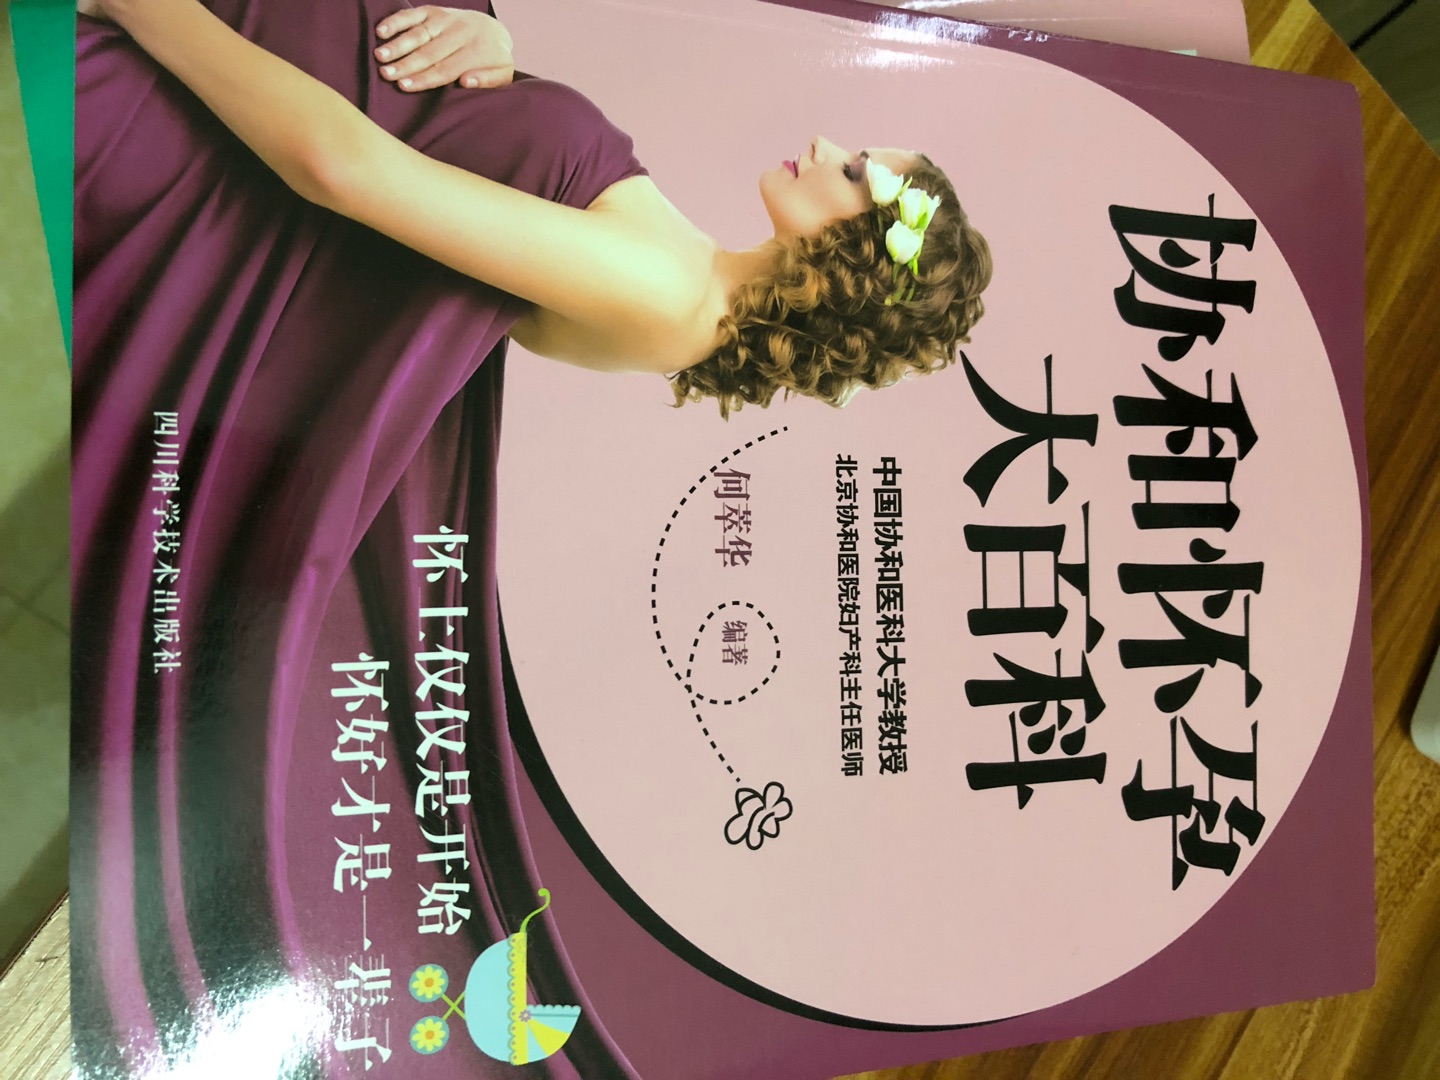 协和怀孕
大百科
中国协和医科大学教授
北京协和医院妇产科主任医师
何萃华 编著
怀上仅仅是开始
怀好才是一辈子
四川科学技术出版社